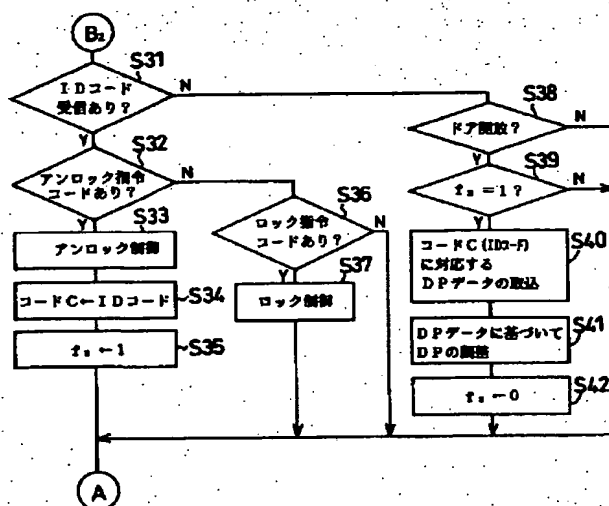 B₂
S31
IDコード
受信あり?
N
Y
S32
アンロック指令
コードあり?
N
Y
S33
アンロック制御
コードC←IDコード
S34
f₃←1
S35
S36
ロック指令
コードあり?
N
Y
S37
ロック制御
S38
ドア開放?
N
Y
S39
f₃=1?
N
Y
コードC(IDコード)
に対応する
DPデータの取込
S40
DPデータに基づいて
DPの調整
S41
f₃←0
S42
A